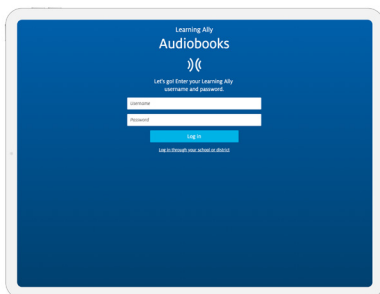 Learning Ally
Audiobooks
Let's go! Enter your Learning Ally
username and password.
Username
Password
Log in
Log in through your school or district